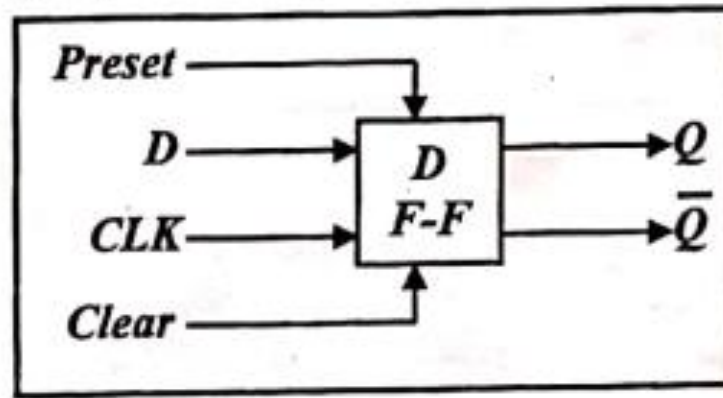 Preset
D
D
Q
F-F
CLK
Q̅
Clear